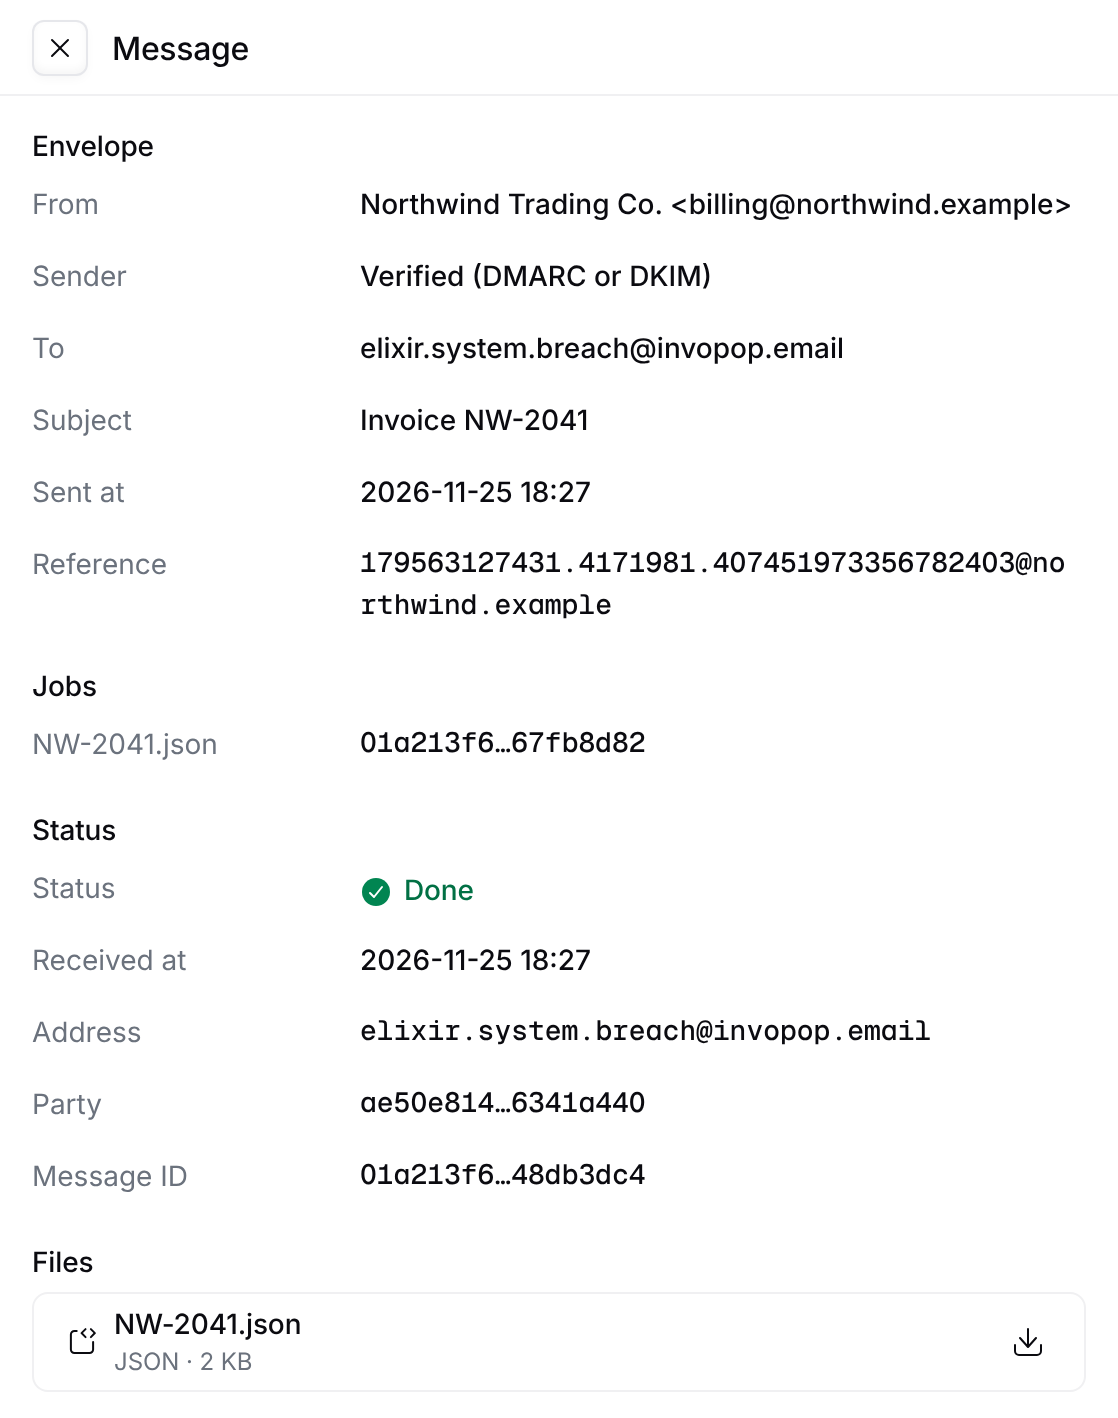 Message
Envelope
From
Northwind Trading Co. <billing@northwind.example>
Sender
Verified (DMARC or DKIM)
To
elixir.system.breach@invopop.email
Subject
Invoice NW-2041
Sent at
2026-11-25 18:27
Reference
179563127431.4171981.407451973356782403@no
rthwind.example
Jobs
NW-2041.json
01a213f6…67fb8d82
Status
Status
Done
Received at
2026-11-25 18:27
Address
elixir.system.breach@invopop.email
Party
ae50e814…6341a440
Message ID
01a213f6…48db3dc4
Files
NW-2041.json
JSON · 2 KB